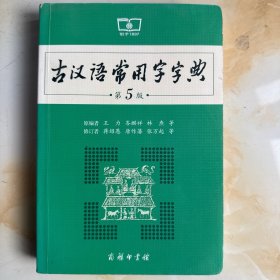 古汉语常用字字典
第5版
原编者 王力 岑麒祥 林焘 等
修订者 蒋绍愚 唐作藩 张万起 等
商务印书馆